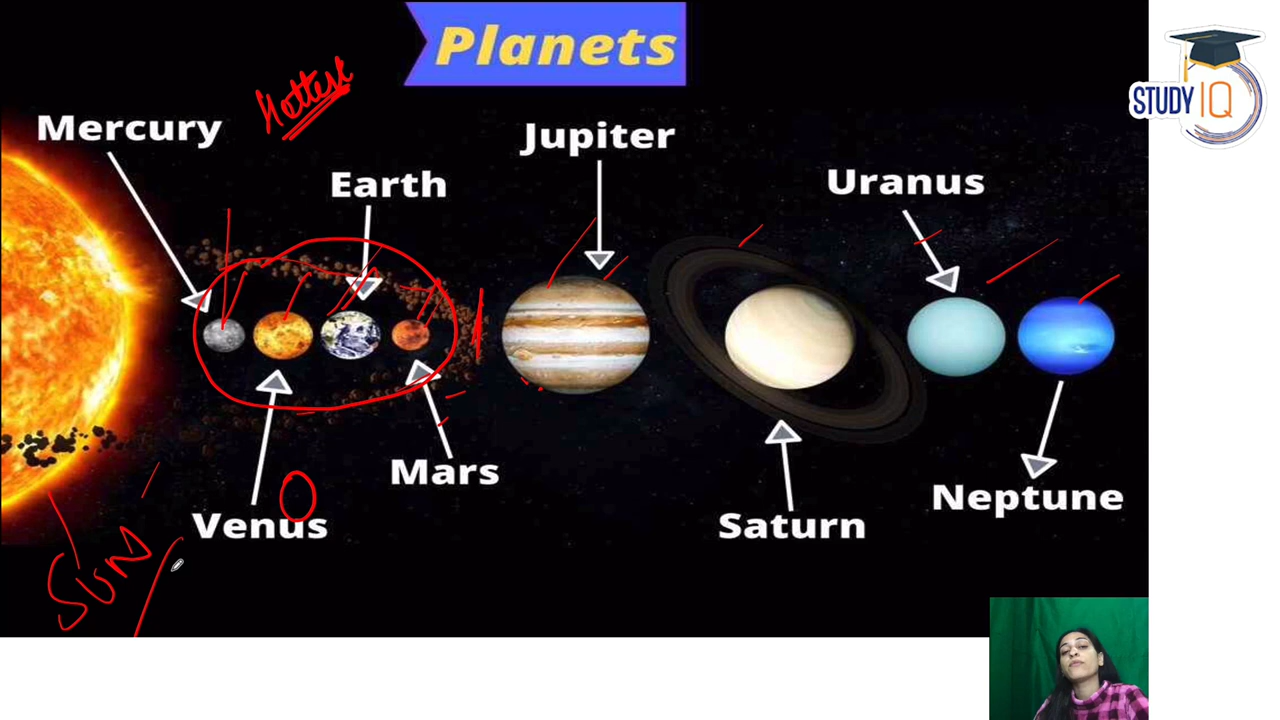 Planets
STUDY IQ
Hottest
Mercury
Jupiter
Earth
Uranus
Mars
Venus
Saturn
Neptune
SUN